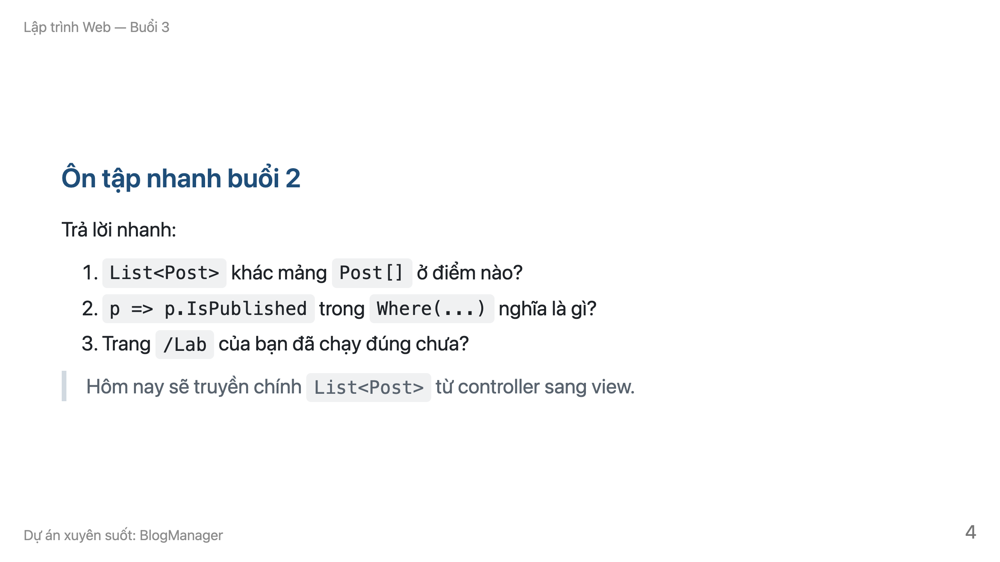 Lập trình Web — Buổi 3
Ôn tập nhanh buổi 2
Trả lời nhanh:
1. List<Post> khác mảng Post[] ở điểm nào?
2. p => p.IsPublished trong Where(...) nghĩa là gì?
3. Trang /Lab của bạn đã chạy đúng chưa?
Hôm nay sẽ truyền chính List<Post> từ controller sang view.
Dự án xuyên suốt: BlogManager
4